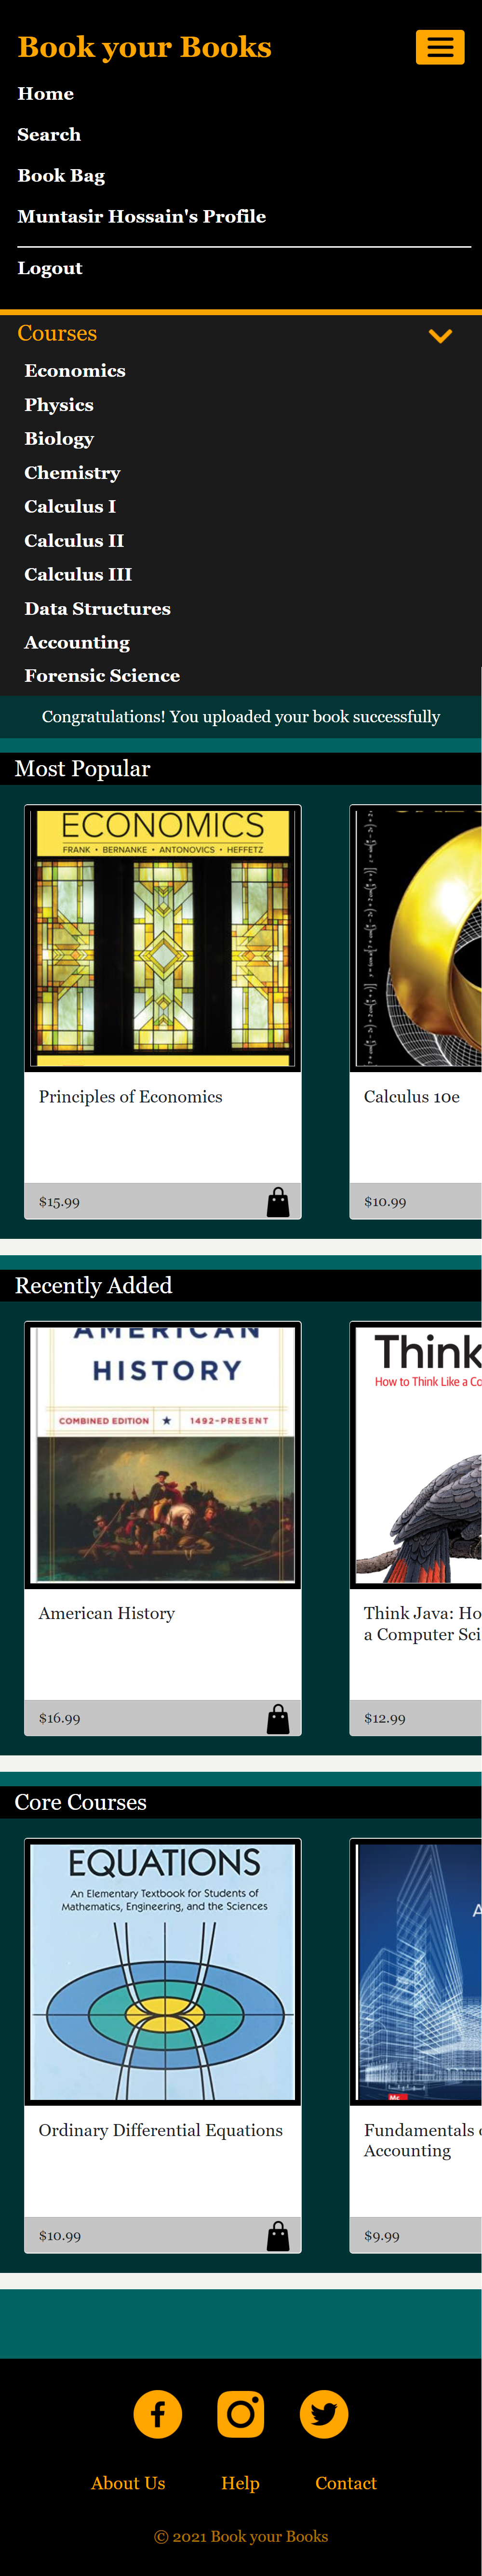 Book your Books
Home
Search
Book Bag
Muntasir Hossain's Profile
Logout
Courses
Economics
Physics
Biology
Chemistry
Calculus I
Calculus II
Calculus III
Data Structures
Accounting
Forensic Science
Congratulations! You uploaded your book successfully
Most Popular
ECONOMICS
FRANK • BERNANKE • ANTONOVICS • HEFFETZ
Principles of Economics
Calculus 10e
$15.99
$10.99
Recently Added
AMERICAN
HISTORY
COMBINED EDITION ★ 1492–PRESENT
Think
How to Think Like a Co
American History
Think Java: Ho
a Computer Sci
$16.99
$12.99
Core Courses
EQUATIONS
An Elementary Textbook for Students of
Mathematics, Engineering, and the Sciences
A
Mc
Ordinary Differential Equations
Fundamentals
Accounting
$10.99
$9.99
About Us
Help
Contact
© 2021 Book your Books